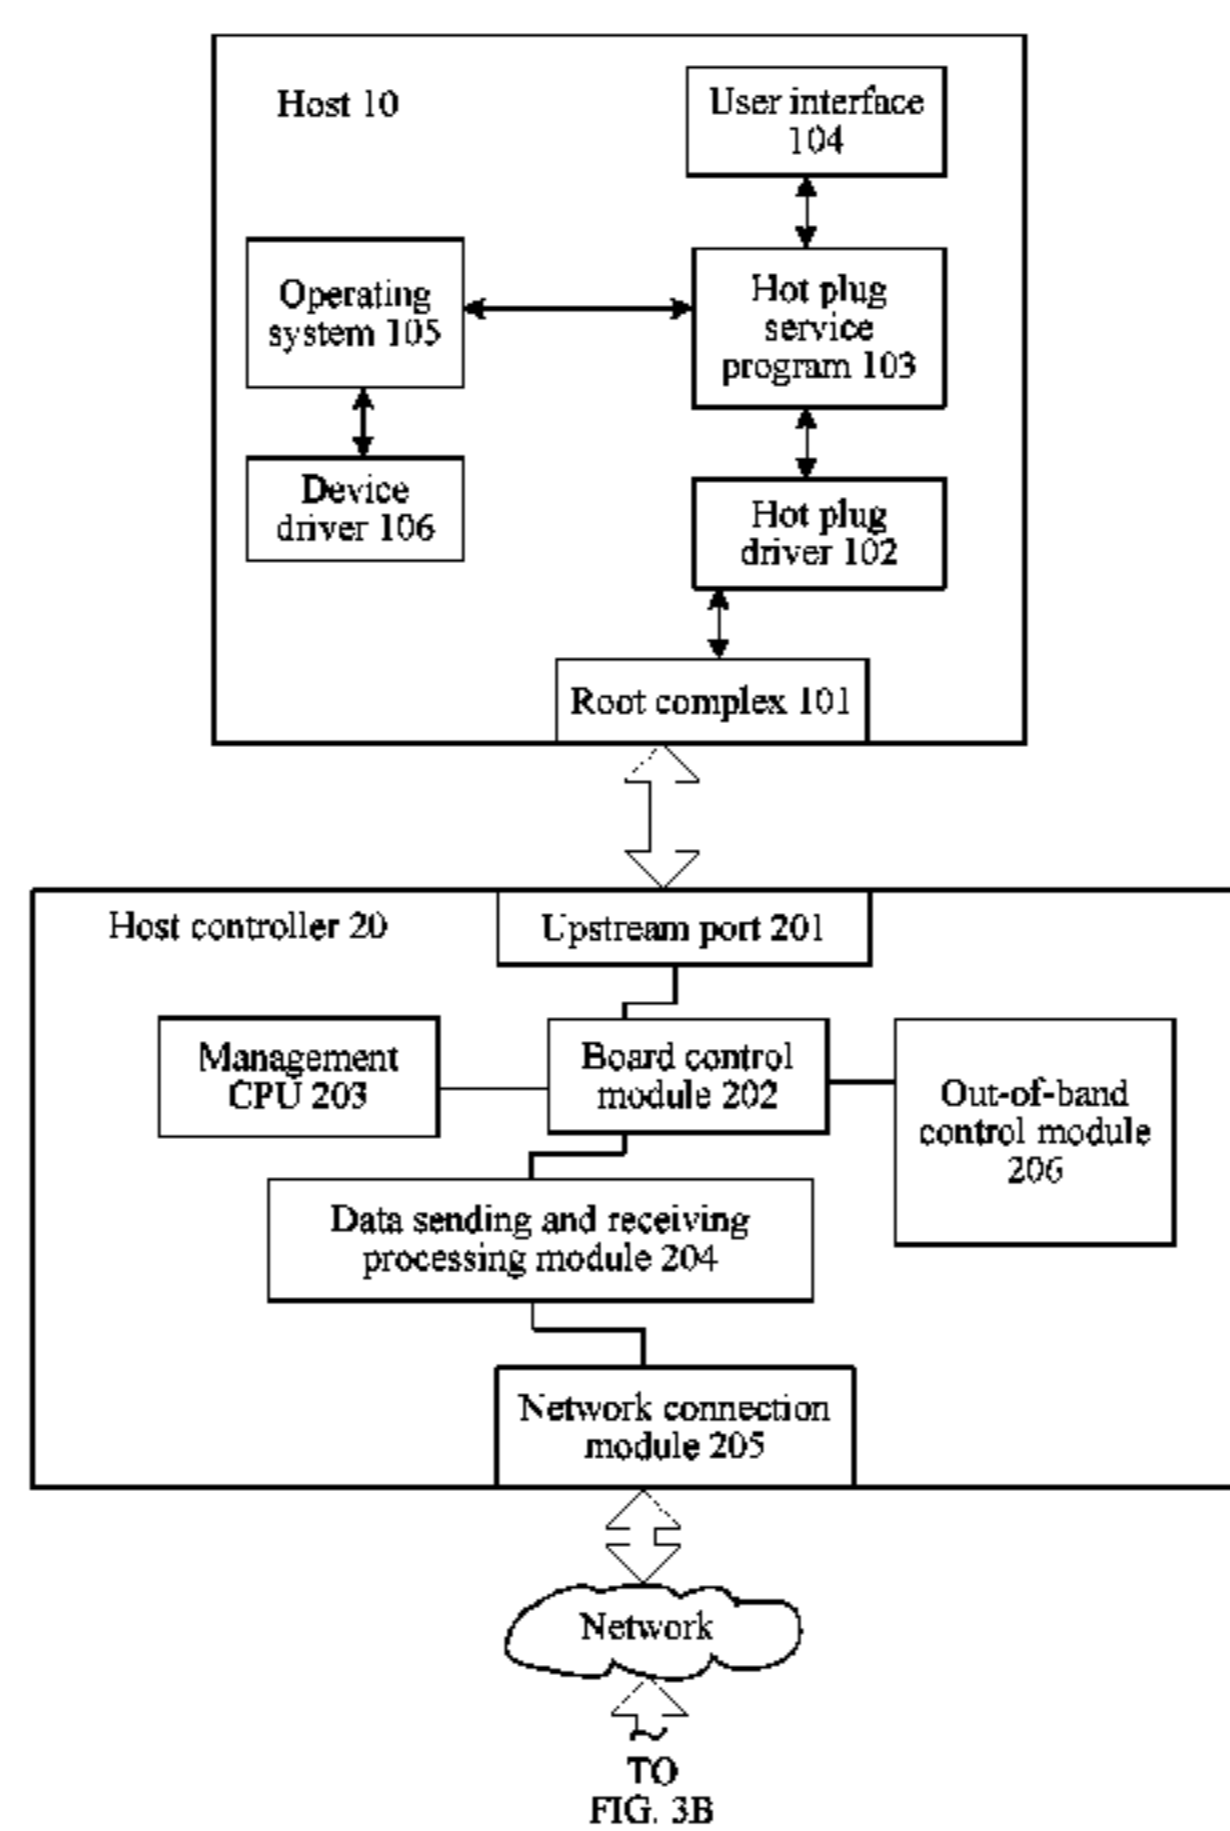 Host 10
User interface
104
Operating
system 105
Hot plug
service
program 103
Device
driver 106
Hot plug
driver 102
Root complex 101
Host controller 20
Upstream port 201
Management
CPU 203
Board control
module 202
Out-of-band
control module
206
Data sending and receiving
processing module 204
Network connection
module 205
Network
TO
FIG. 3B